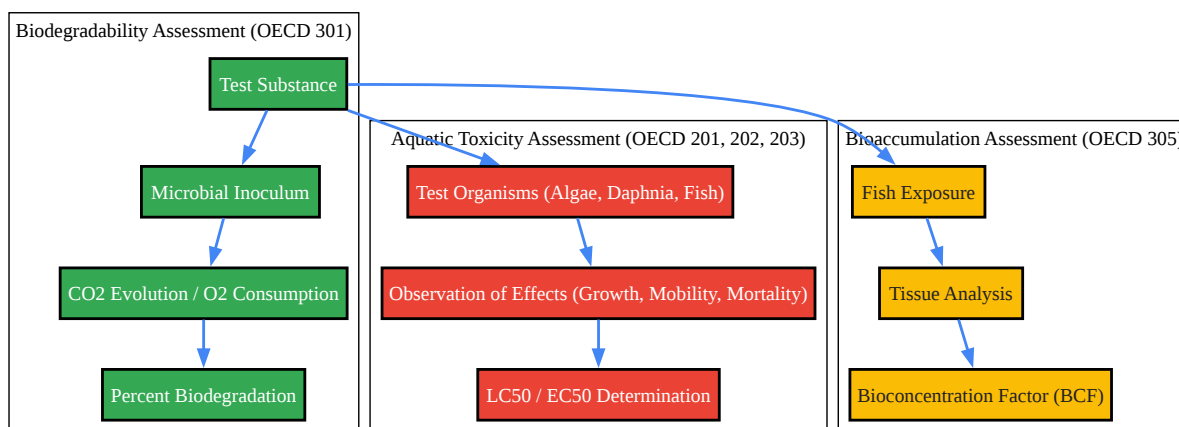 Biodegradability Assessment (OECD 301)
Test Substance
Microbial Inoculum
CO2 Evolution / O2 Consumption
Percent Biodegradation
Aquatic Toxicity Assessment (OECD 201, 202, 203)
Test Organisms (Algae, Daphnia, Fish)
Observation of Effects (Growth, Mobility, Mortality)
LC50 / EC50 Determination
Bioaccumulation Assessment (OECD 305)
Fish Exposure
Tissue Analysis
Bioconcentration Factor (BCF)